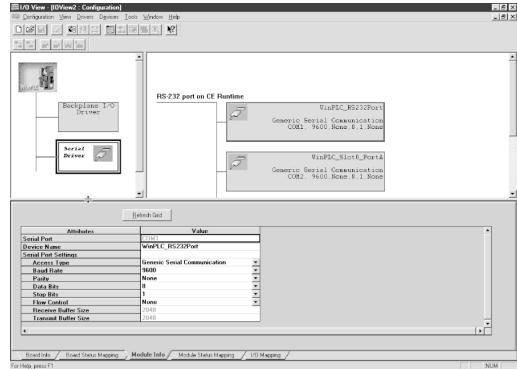 I/O View - [IOView2 : Configuration]
Configuration View Drivers Devices Tools Window Help
Backplane I/O
Driver
Serial
Driver
RS-232 port on CE Runtime
WinPLC_RS232Port
Generic Serial Communication
COM1. 9600.None.8.1.None
WinPLC_Slot0_PortA
Generic Serial Communication
COM2. 9600.None.8.1.None
Refresh Grid
Attributes Value
Serial Port COM1
Device Name WinPLC_RS232Port
Serial Port Settings
Access Type Generic Serial Communication
Baud Rate 9600
Parity None
Data Bits 8
Stop Bits 1
Flow Control None
Receive Buffer Size 2048
Transmit Buffer Size 2048
Board Info Board Status Mapping Module Info Module Status Mapping I/O Mapping
For Help, press F1 NUM